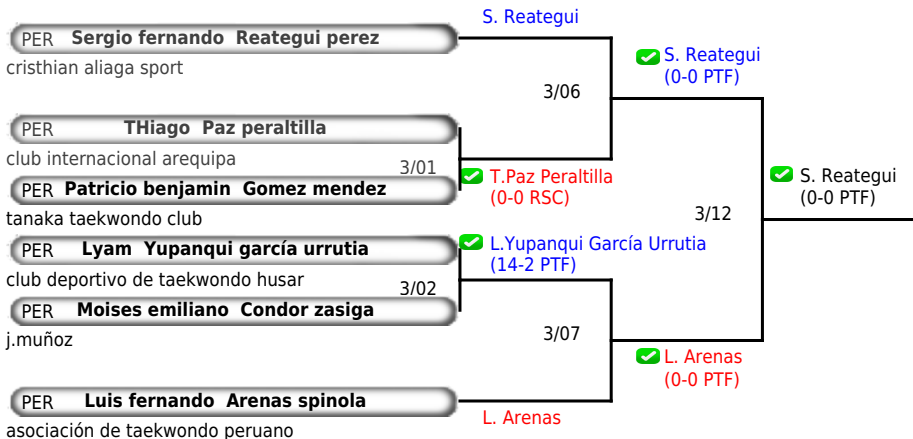 S. Reategui
PER Sergio fernando Reategui perez
cristhian aliaga sport
S. Reategui
(0-0 PTF)
3/06
PER THiago Paz peraltilla
club internacional arequipa
3/01
T.Paz Peraltilla
(0-0 RSC)
PER Patricio benjamin Gomez mendez
tanaka taekwondo club
S. Reategui
(0-0 PTF)
3/12
PER Lyam Yupanqui garcía urrutia
club deportivo de taekwondo husar
L.Yupanqui García Urrutia
(14-2 PTF)
3/02
PER Moises emiliano Condor zasiga
j.muñoz
3/07
L. Arenas
(0-0 PTF)
PER Luis fernando Arenas spinola
asociación de taekwondo peruano
L. Arenas